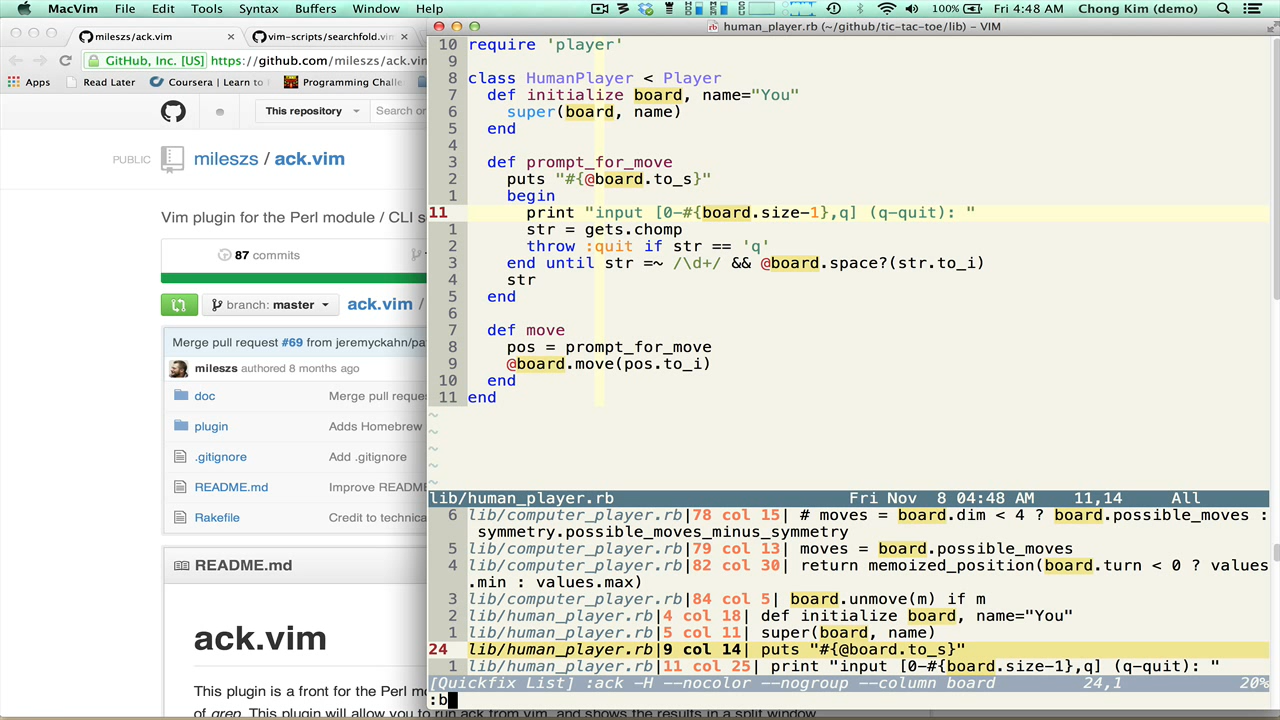 MacVim File Edit Tools Syntax Buffers Window Help 100% Fri 4:48 AM Chong Kim (demo)
mileszs/ack.vim
vim-scripts/searchfold.vim
GitHub, Inc. [US] https://github.com/mileszs/ack.vim
Apps Read Later Coursera | Learn to Programming Challe
This repository Search or
PUBLIC mileszs / ack.vim
Vim plugin for the Perl module / CLI s
87 commits
branch: master ack.vim /
Merge pull request #69 from jeremyckahn/pa
mileszs authored 8 months ago
doc Merge pull reques
plugin Adds Homebrew
.gitignore Add .gitignore
README.md Improve README
Rakefile Credit to technica
README.md
ack.vim
This plugin is a front for the Perl mo
of grep. This plugin will allow you to run ack from vim, and shows the results in a split window.
human_player.rb (~/github/tic-tac-toe/lib) – VIM
10 require 'player'
9
8 class HumanPlayer < Player
7 def initialize board, name="You"
6 super(board, name)
5 end
4
3 def prompt_for_move
2 puts "#{@board.to_s}"
1 begin
11 print "input [0-#{board.size-1},q] (q-quit): "
1 str = gets.chomp
2 throw :quit if str == 'q'
3 end until str =~ /\d+/ && @board.space?(str.to_i)
4 str
5 end
6
7 def move
8 pos = prompt_for_move
9 @board.move(pos.to_i)
10 end
11 end
~
~
~
~
~
lib/human_player.rb Fri Nov 8 04:48 AM 11,14 All
6 lib/computer_player.rb|78 col 15| # moves = board.dim < 4 ? board.possible_moves :
symmetry.possible_moves_minus_symmetry
5 lib/computer_player.rb|79 col 13| moves = board.possible_moves
4 lib/computer_player.rb|82 col 30| return memoized_position(board.turn < 0 ? values
.min : values.max)
3 lib/computer_player.rb|84 col 5| board.unmove(m) if m
2 lib/human_player.rb|4 col 18| def initialize board, name="You"
1 lib/human_player.rb|5 col 11| super(board, name)
24 lib/human_player.rb|9 col 14| puts "#{@board.to_s}"
1 lib/human_player.rb|11 col 25| print "input [0-#{board.size-1},q] (q-quit): "
[Quickfix List] :ack -H --nocolor --nogroup --column board 24,1 20%
:b